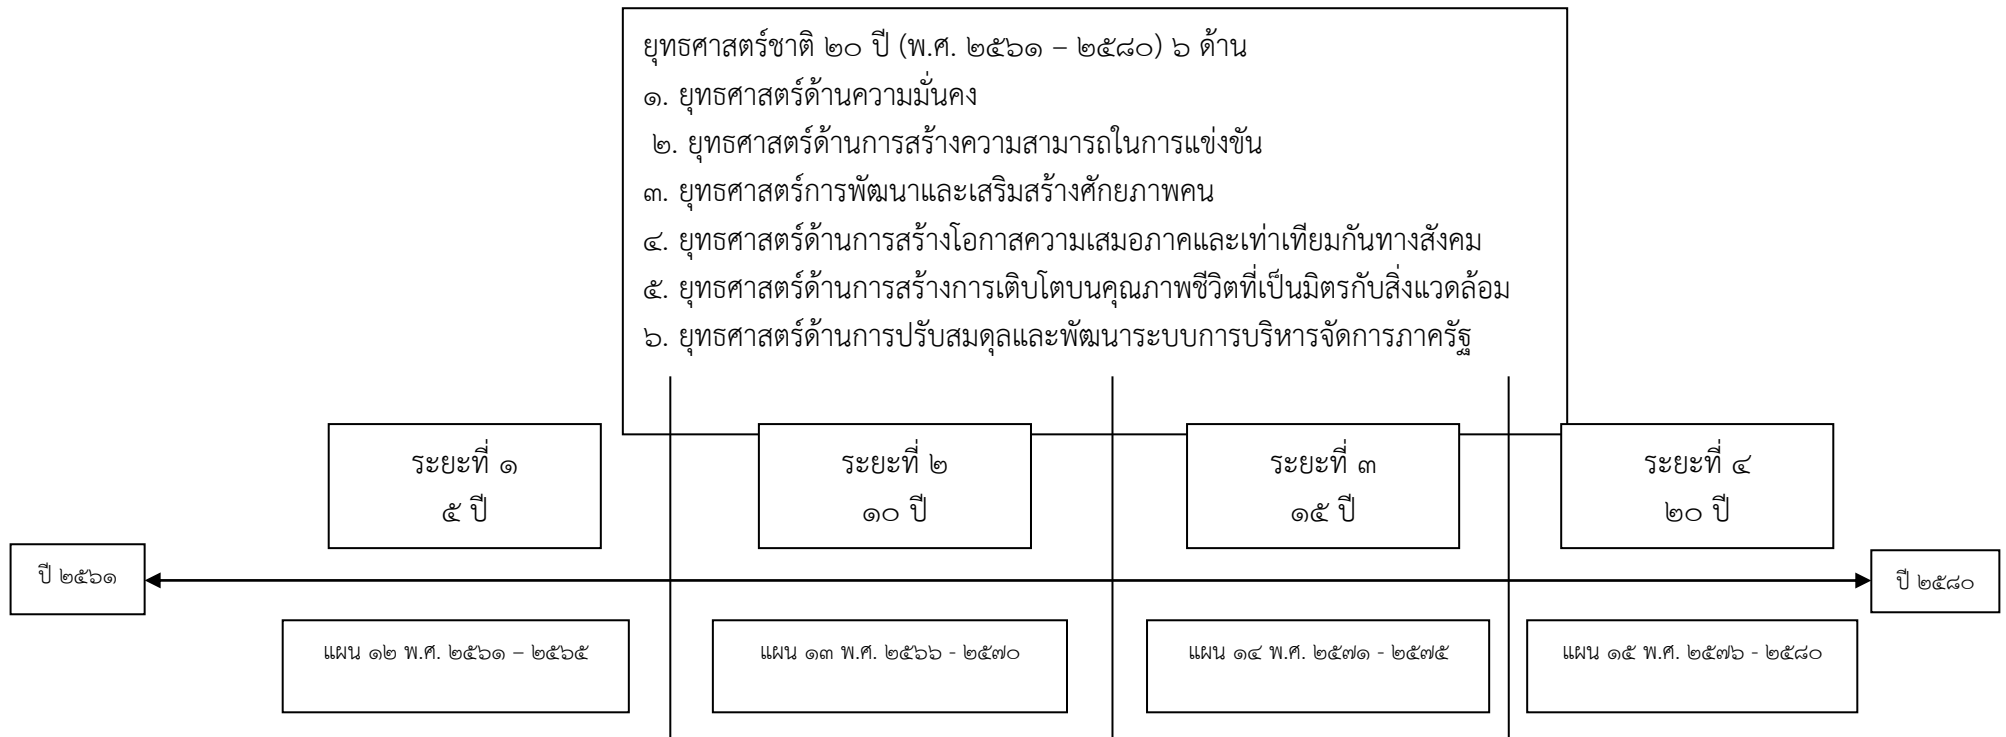 ยุทธศาสตร์ชาติ ๒๐ ปี (พ.ศ. ๒๕๖๑ – ๒๕๘๐) ๖ ด้าน
๑. ยุทธศาสตร์ด้านความมั่นคง
๒. ยุทธศาสตร์ด้านการสร้างความสามารถในการแข่งขัน
๓. ยุทธศาสตร์การพัฒนาและเสริมสร้างศักยภาพคน
๔. ยุทธศาสตร์ด้านการสร้างโอกาสความเสมอภาคและเท่าเทียมกันทางสังคม
๕. ยุทธศาสตร์ด้านการสร้างการเติบโตบนคุณภาพชีวิตที่เป็นมิตรกับสิ่งแวดล้อม
๖. ยุทธศาสตร์ด้านการปรับสมดุลและพัฒนาระบบการบริหารจัดการภาครัฐ
ระยะที่ ๑
๕ ปี
ระยะที่ ๒
๑๐ ปี
ระยะที่ ๓
๑๕ ปี
ระยะที่ ๔
๒๐ ปี
ปี ๒๕๖๑
ปี ๒๕๘๐
แผน ๑๒ พ.ศ. ๒๕๖๑ – ๒๕๖๕
แผน ๑๓ พ.ศ. ๒๕๖๖ - ๒๕๗๐
แผน ๑๔ พ.ศ. ๒๕๗๑ - ๒๕๗๕
แผน ๑๕ พ.ศ. ๒๕๗๖ - ๒๕๘๐